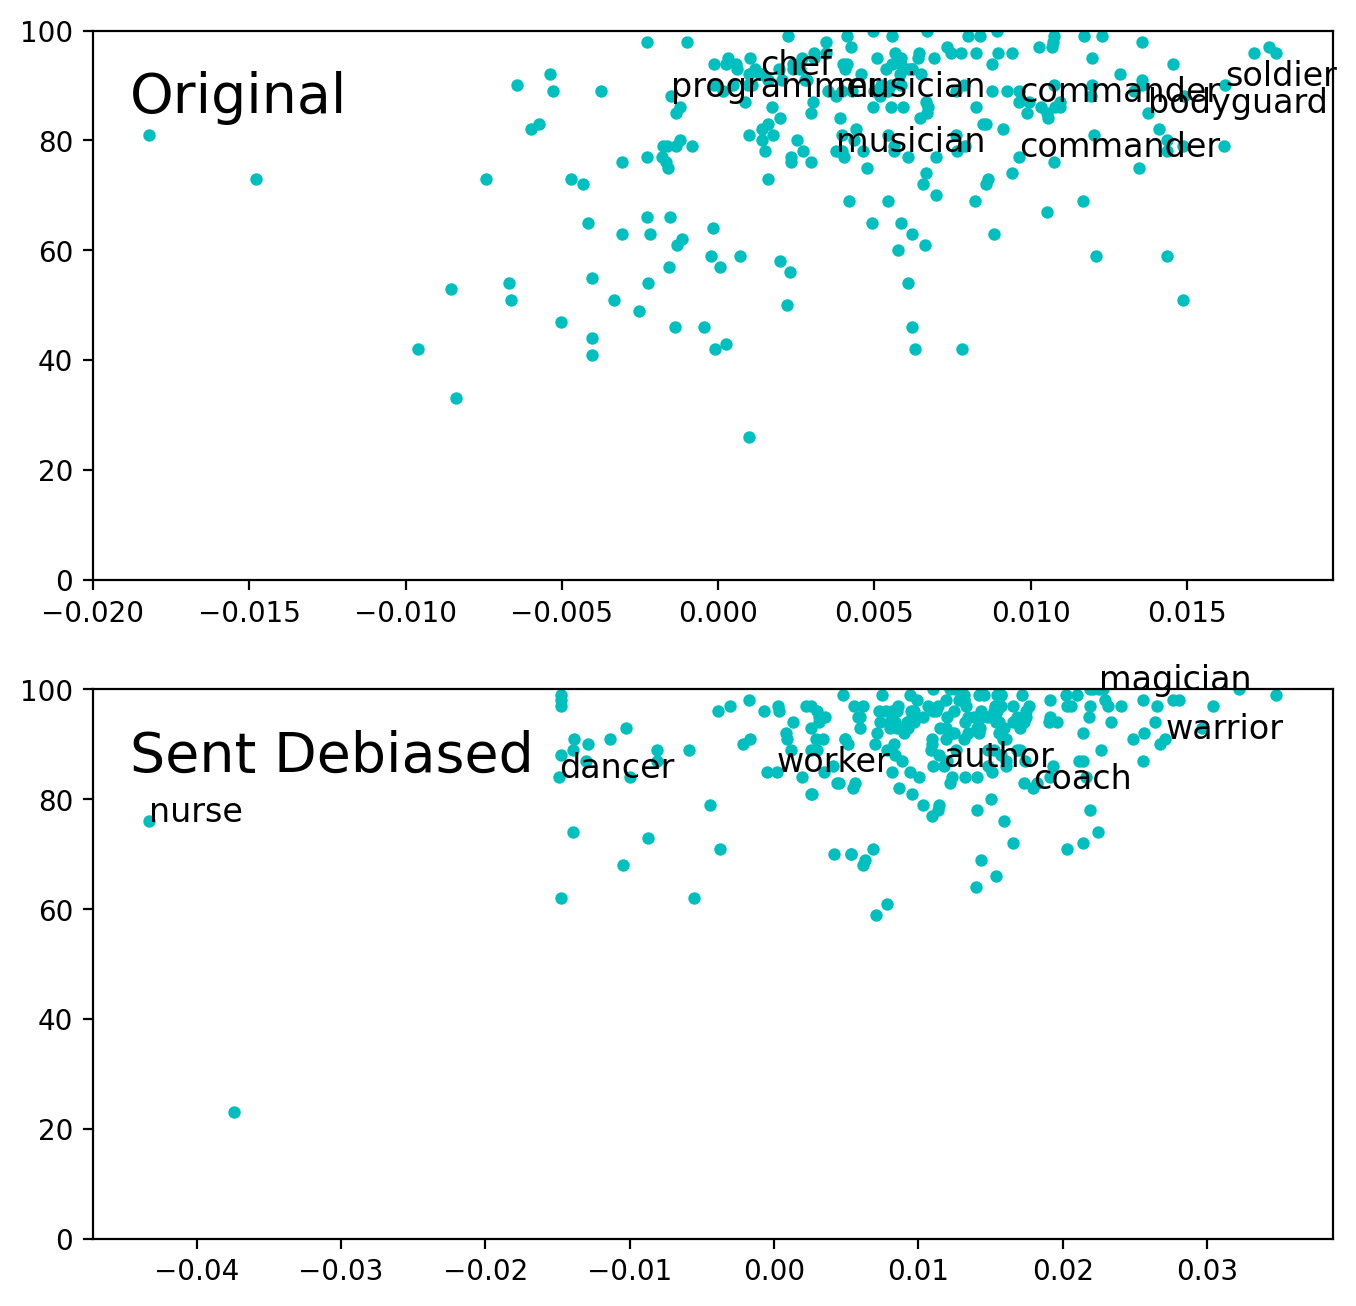 100
80
60
40
20
0
Original
chef
programmer
musician
commander
soldier
bodyguard
musician
commander
−0.020 −0.015 −0.010 −0.005 0.000 0.005 0.010 0.015
100
80
60
40
20
0
Sent Debiased
magician
warrior
dancer
worker
author
coach
nurse
−0.04 −0.03 −0.02 −0.01 0.00 0.01 0.02 0.03